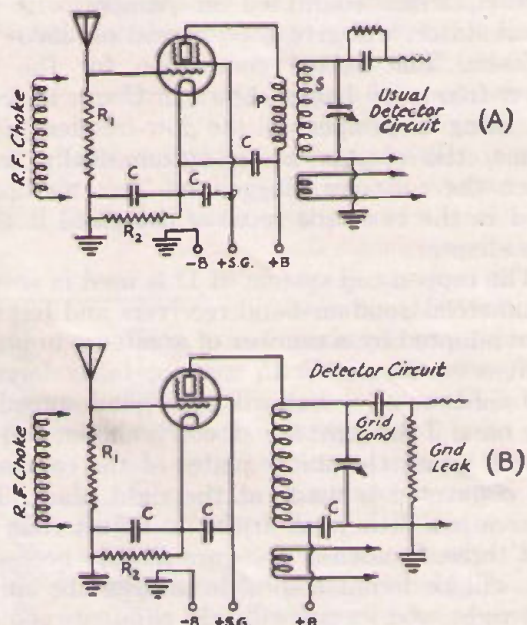 R.F. Choke
R1
R2
C
C
C
P
S
Usual
Detector
Circuit
(A)
-B
+S.G.
+B
R.F. Choke
R1
R2
C
C
C
Detector Circuit
Grid
Cond
Grid
Leak
(B)
-B
+S.G.
+B